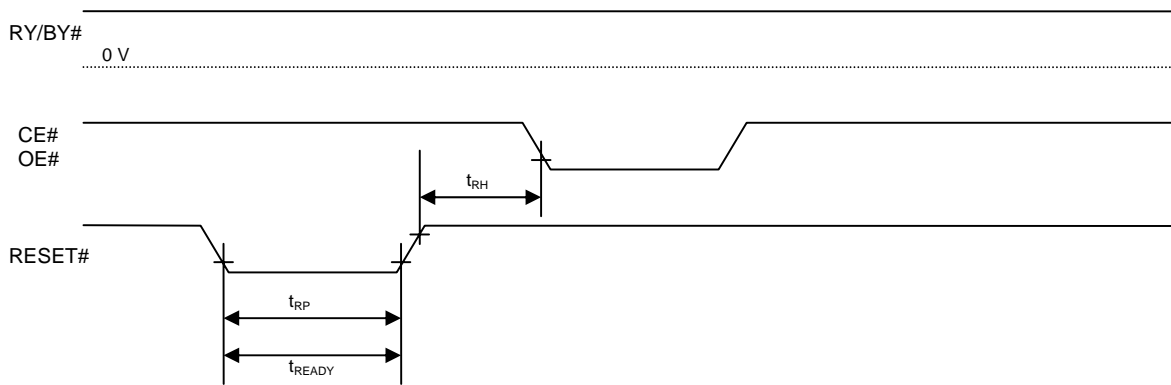 RY/BY#
0 V
CE#
OE#
tRH
RESET#
tRP
tREADY